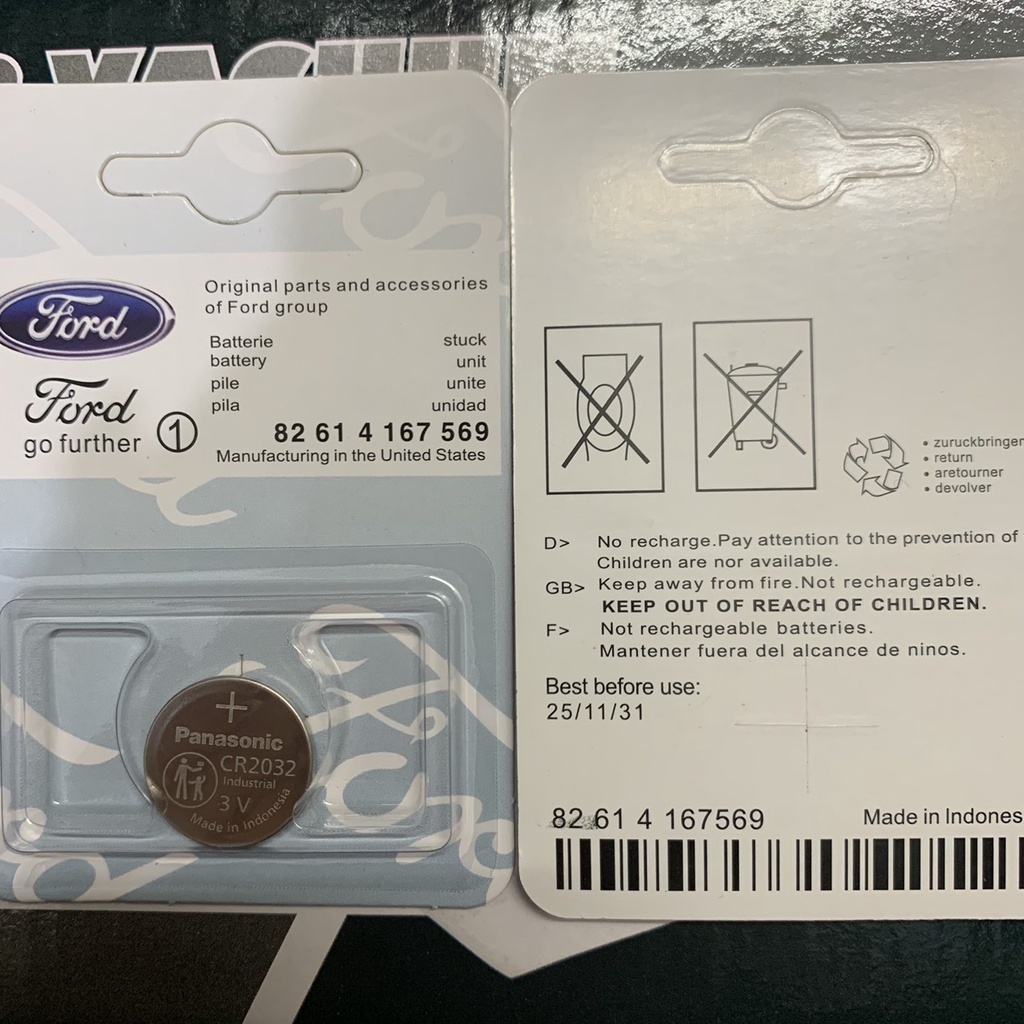 Original parts and accessories
of Ford group
Ford
Batterie stuck
battery unit
pile unite
pila unidad
Ford
go further
1
82 61 4 167 569
Manufacturing in the United States
+
Panasonic
CR2032
Industrial
3 V
Made in Indonesia
• zuruckbringen
• return
• aretourner
• devolver
D> No recharge.Pay attention to the prevention of
Children are nor available.
GB> Keep away from fire.Not rechargeable.
KEEP OUT OF REACH OF CHILDREN.
F> Not rechargeable batteries.
Mantener fuera del alcance de ninos.
Best before use:
25/11/31
82 61 4 167569 Made in Indones